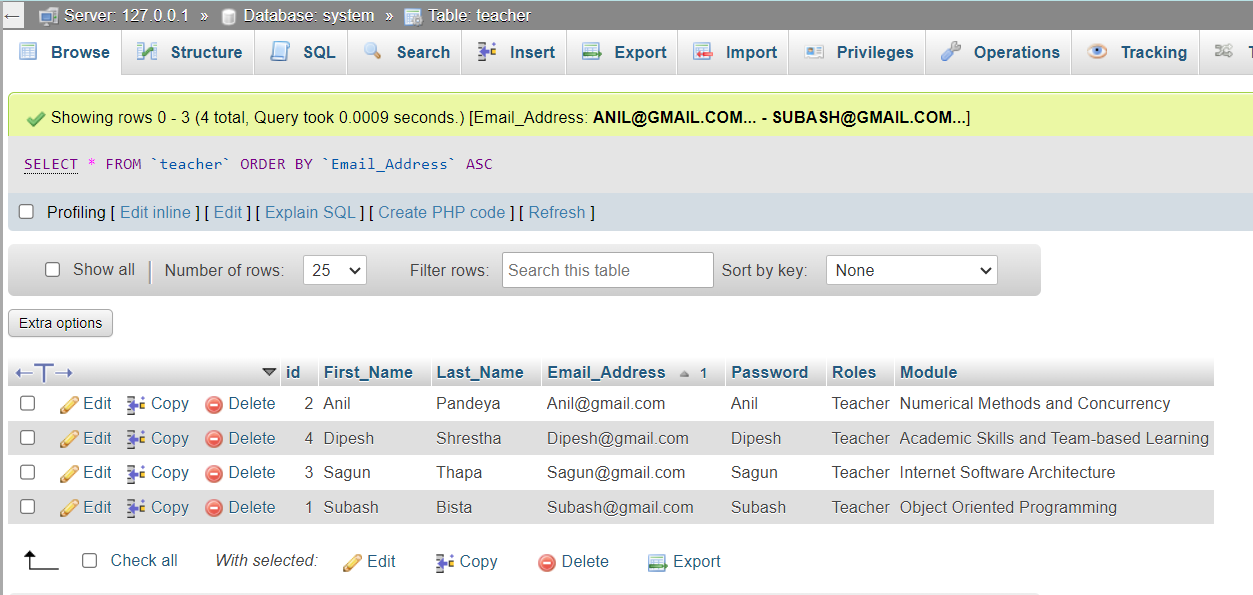 Server: 127.0.0.1 » Database: system » Table: teacher
Browse Structure SQL Search Insert Export Import Privileges Operations Tracking
Showing rows 0 - 3 (4 total, Query took 0.0009 seconds.) [Email_Address: ANIL@GMAIL.COM... - SUBASH@GMAIL.COM...]
SELECT * FROM `teacher` ORDER BY `Email_Address` ASC
Profiling [ Edit inline ] [ Edit ] [ Explain SQL ] [ Create PHP code ] [ Refresh ]
Show all Number of rows: 25 Filter rows: Search this table Sort by key: None
Extra options
id First_Name Last_Name Email_Address 1 Password Roles Module
Edit Copy Delete 2 Anil Pandeya Anil@gmail.com Anil Teacher Numerical Methods and Concurrency
Edit Copy Delete 4 Dipesh Shrestha Dipesh@gmail.com Dipesh Teacher Academic Skills and Team-based Learning
Edit Copy Delete 3 Sagun Thapa Sagun@gmail.com Sagun Teacher Internet Software Architecture
Edit Copy Delete 1 Subash Bista Subash@gmail.com Subash Teacher Object Oriented Programming
Check all With selected: Edit Copy Delete Export